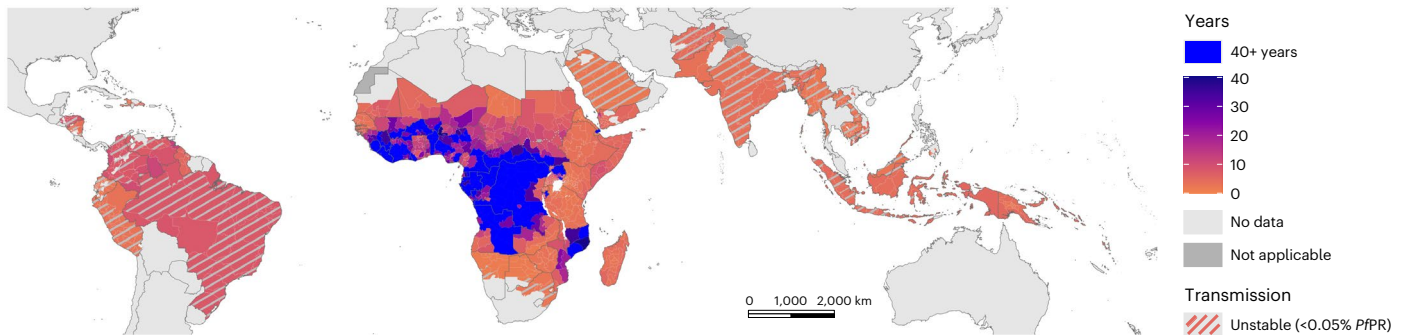 Years
40+ years
40
30
20
10
0
No data
Not applicable
Transmission
Unstable (<0.05% PfPR)
0 1,000 2,000 km